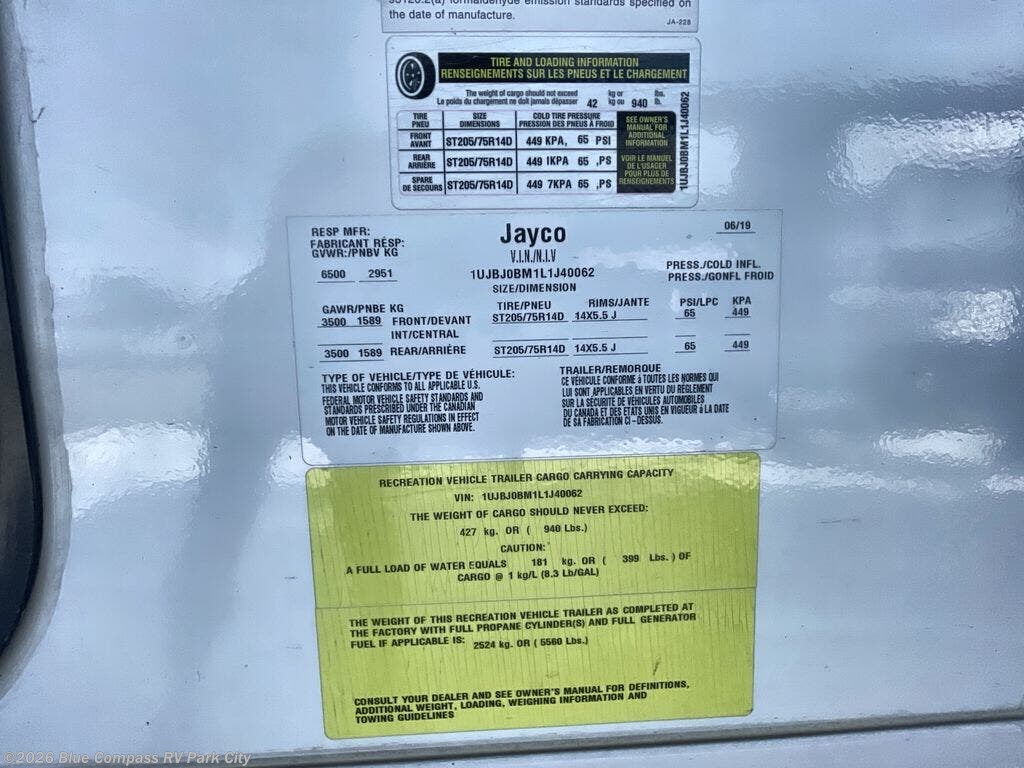 93120.2(a) formaldehyde emission standards specified on
the date of manufacture.
JA-228
TIRE AND LOADING INFORMATION
RENSEIGNEMENTS SUR LES PNEUS ET LE CHARGEMENT
The weight of cargo should not exceed kg or lbs.
Le poids du chargement ne doit jamais dépasser 42 kg ou 940 lb.
TIRE SIZE COLD TIRE PRESSURE
PNEU DIMENSIONS PRESSION DES PNEUS À FROID
FRONT
AVANT ST205/75R14D 449 KPA, 65 PSI
REAR
ARRIÈRE ST205/75R14D 449 IKPA 65 ,PS
SPARE
DE SECOURS ST205/75R14D 449 7KPA 65 ,PS
SEE OWNER'S
MANUAL FOR
ADDITIONAL
INFORMATION
VOIR LE MANUEL
DE L'USAGER
POUR PLUS DE
RENSEIGNEMENTS
1UJBJ0BM1L1J40062
RESP MFR: Jayco 06/19
FABRICANT RÉSP:
GVWR:/PNBV KG V.I.N./N.I.V
6500 2951 1UJBJ0BM1L1J40062 PRESS./COLD INFL.
SIZE/DIMENSION PRESS./GONFL FROID
GAWR/PNBE KG TIRE/PNEU RIMS/JANTE PSI/LPC KPA
3500 1589 FRONT/DEVANT ST205/75R14D 14X5.5 J 65 449
INT/CENTRAL
3500 1589 REAR/ARRIÈRE ST205/75R14D 14X5.5 J 65 449
TYPE OF VEHICLE/TYPE DE VÉHICULE: TRAILER/REMORQUE
THIS VEHICLE CONFORMS TO ALL APPLICABLE U.S.
FEDERAL MOTOR VEHICLE SAFETY STANDARDS AND
STANDARDS PRESCRIBED UNDER THE CANADIAN
MOTOR VEHICLE SAFETY REGULATIONS IN EFFECT
ON THE DATE OF MANUFACTURE SHOWN ABOVE.
CE VÉHICULE CONFORME à TOUTES LES NORMES QUI
LUI SONT APPLICABLES EN VERTU DU RÈGLEMENT
SUR LA SÉCURITÉ DE VÉHICULES AUTOMOBILES
DU CANADA ET DES ETATS UNIS EN VIGUEUR á LA DATE
DE SA FABRICATION CI-DESSUS.
RECREATION VEHICLE TRAILER CARGO CARRYING CAPACITY
VIN: 1UJBJ0BM1L1J40062
THE WEIGHT OF CARGO SHOULD NEVER EXCEED:
427 kg. OR ( 940 Lbs.)
CAUTION:
A FULL LOAD OF WATER EQUALS 181 kg. OR ( 399 Lbs. ) OF
CARGO @ 1 kg/L (8.3 Lb/GAL)
THE WEIGHT OF THIS RECREATION VEHICLE TRAILER AS COMPLETED AT
THE FACTORY WITH FULL PROPANE CYLINDER(S) AND FULL GENERATOR
FUEL IF APPLICABLE IS: 2524 kg. OR ( 5560 Lbs.)
CONSULT YOUR DEALER AND SEE OWNER'S MANUAL FOR DEFINITIONS,
ADDITIONAL WEIGHT, LOADING, WEIGHING INFORMATION AND
TOWING GUIDELINES
©2026 Blue Compass RV Park City